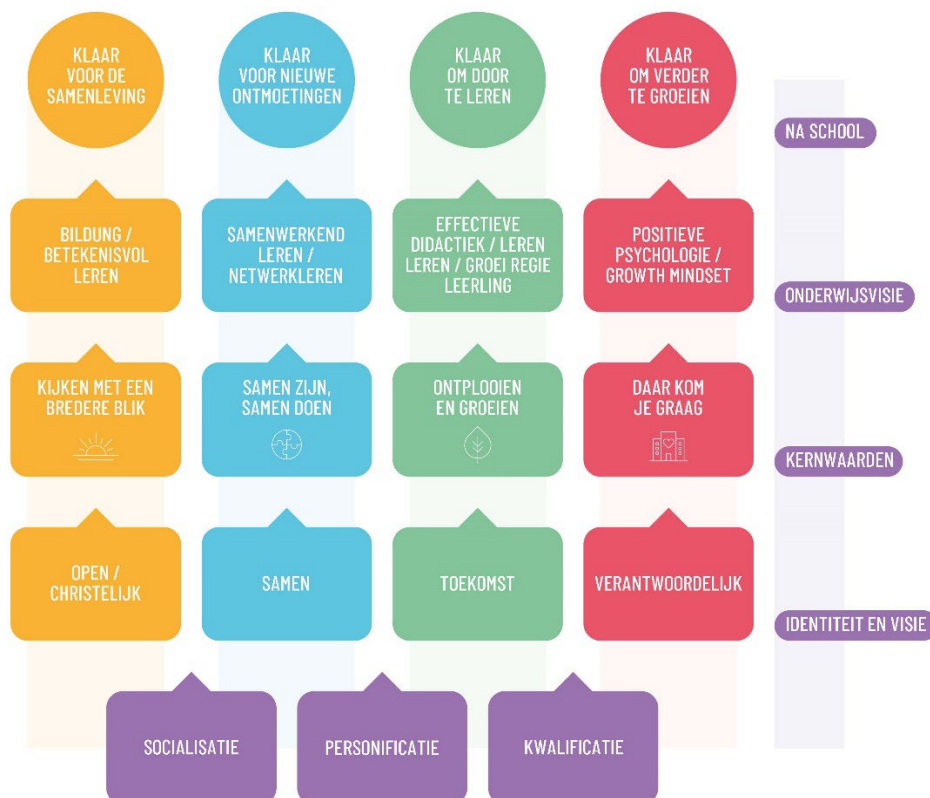 KLAAR
VOOR DE
SAMENLEVING
KLAAR
VOOR NIEUWE
ONTMOETINGEN
KLAAR
OM DOOR
TE LEREN
KLAAR
OM VERDER
TE GROEIEN
NA SCHOOL
BILDUNG /
BETEKENISVOL
LEREN
SAMENWERKEND
LEREN /
NETWERKLEREN
EFFECTIEVE
DIDACTIEK / LEREN
LEREN / GROEI REGIE
LEERLING
POSITIEVE
PSYCHOLOGIE /
GROWTH MINDSET
ONDERWIJSVISIE
KIJKEN MET EEN
BREDERE BLIK
SAMEN ZIJN,
SAMEN DOEN
ONTPLOOIEN
EN GROEIEN
DAAR KOM
JE GRAAG
KERNWAARDEN
OPEN /
CHRISTELIJK
SAMEN
TOEKOMST
VERANTWOORDELIJK
IDENTITEIT EN VISIE
SOCIALISATIE
PERSONIFICATIE
KWALIFICATIE